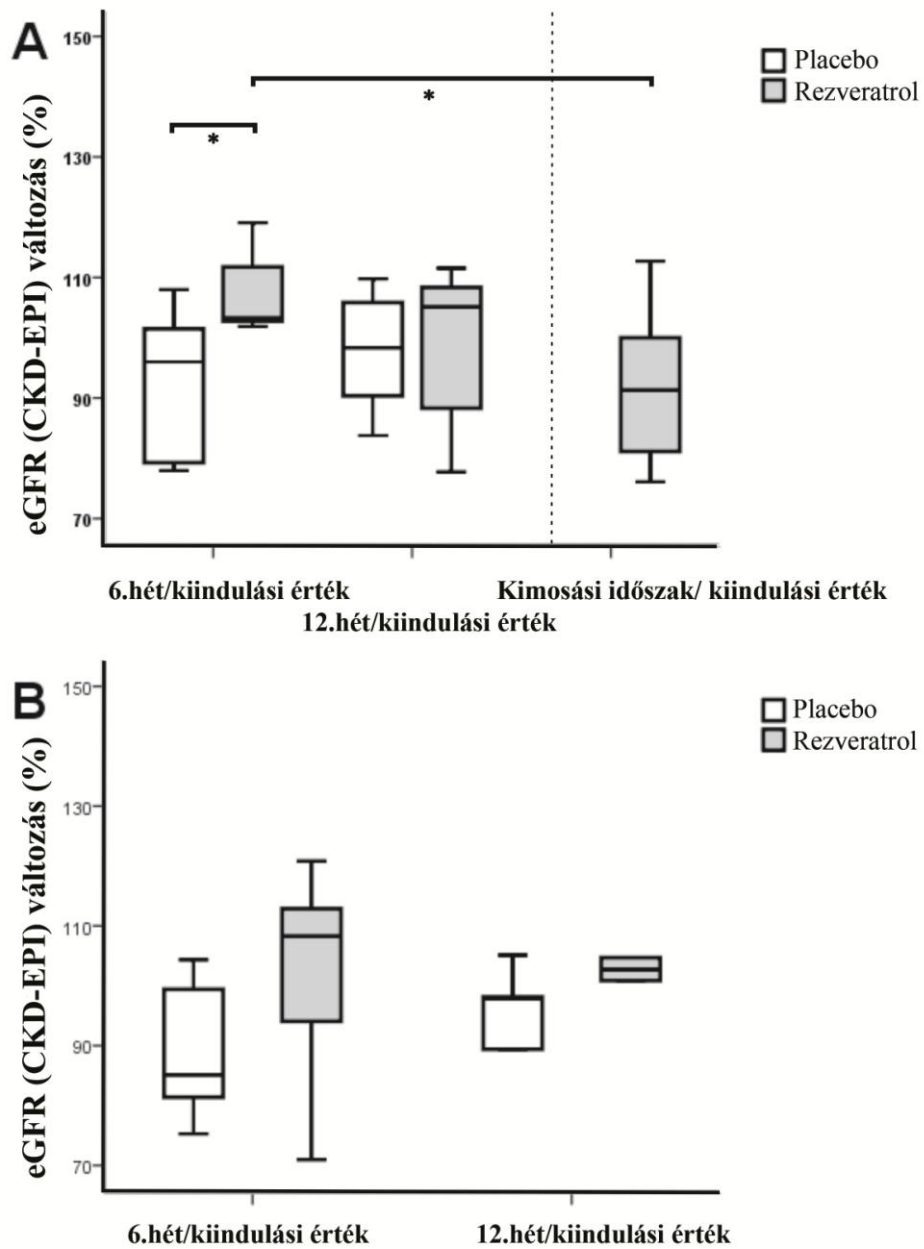 A
eGFR (CKD-EPI) változás (%)
150
130
110
90
70
*
*
Placebo
Rezveratrol
6.hét/kiindulási érték
12.hét/kiindulási érték
Kimosási időszak/ kiindulási érték
B
eGFR (CKD-EPI) változás (%)
150
130
110
90
70
Placebo
Rezveratrol
6.hét/kiindulási érték
12.hét/kiindulási érték